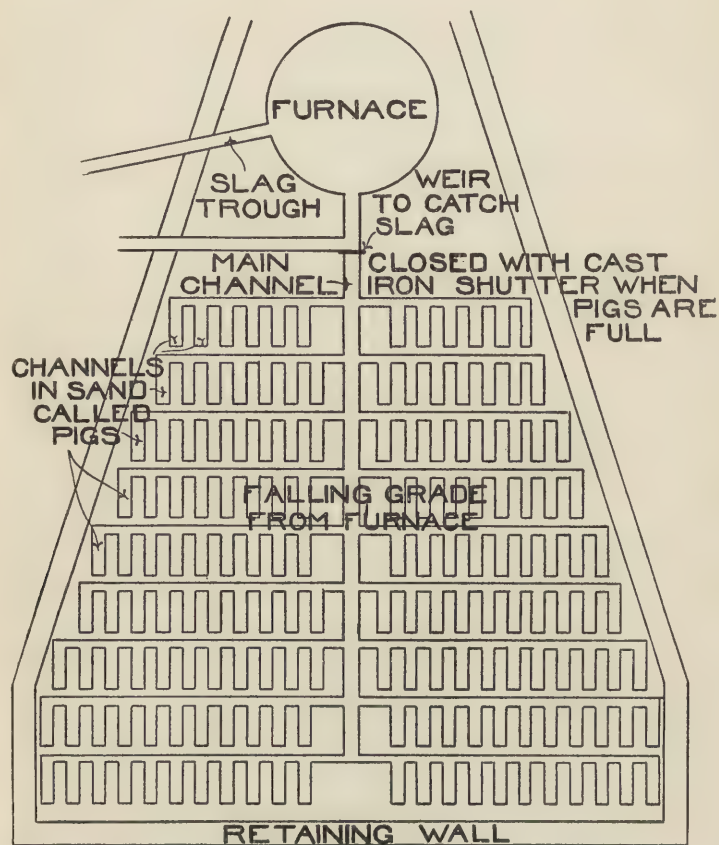 FURNACE
SLAG
TROUGH
WEIR
TO CATCH
SLAG
MAIN
CHANNEL
CLOSED WITH CAST
IRON SHUTTER WHEN
PIGS ARE
FULL
CHANNELS
IN SAND
CALLED
PIGS
FALLING GRADE
FROM FURNACE
RETAINING WALL